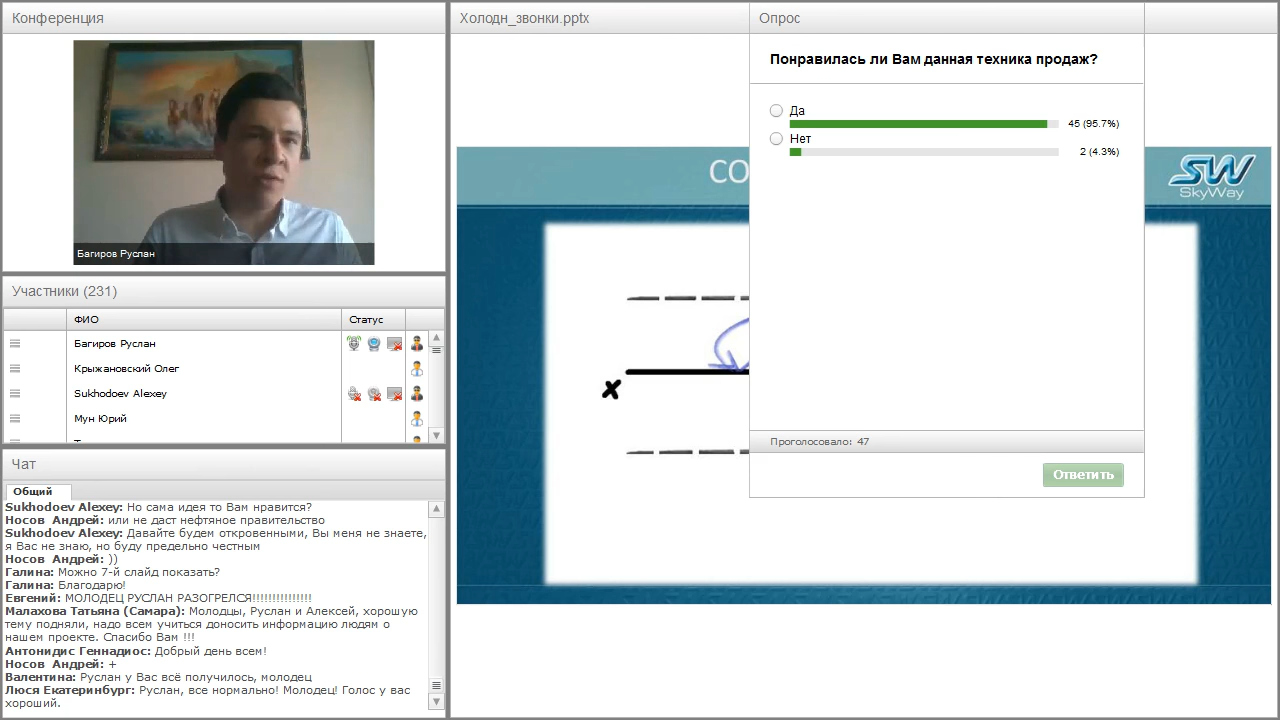 Конференция
Багиров Руслан
Участники (231)
ФИО
Статус
Багиров Руслан
Крыжановский Олег
Sukhodoev Alexey
Мун Юрий
Чат
Общий
Sukhodoev Alexey: Но сама идея то Вам нравится?
Носов Андрей: или не даст нефтяное правительство
Sukhodoev Alexey: Давайте будем откровенными, Вы меня не знаете,
я Вас не знаю, но буду предельно честным
Носов Андрей: ))
Галина: Можно 7-й слайд показать?
Галина: Благодарю!
Евгений: МОЛОДЕЦ РУСЛАН РАЗОГРЕЛСЯ!!!!!!!!!!!!!!!
Малахова Татьяна (Самара): Молодцы, Руслан и Алексей, хорошую
тему подняли, надо всем учиться доносить информацию людям о
нашем проекте. Спасибо Вам !!!
Антонидис Геннадиос: Добрый день всем!
Носов Андрей: +
Валентина: Руслан у Вас всё получилось, молодец
Люся Екатеринбург: Руслан, все нормально! Молодец! Голос у вас
хороший.
Холодн_звонки.pptx
СО
SW
SkyWay
x
Опрос
Понравилась ли Вам данная техника продаж?
Да
45 (95.7%)
Нет
2 (4.3%)
Проголосовало: 47
Ответить